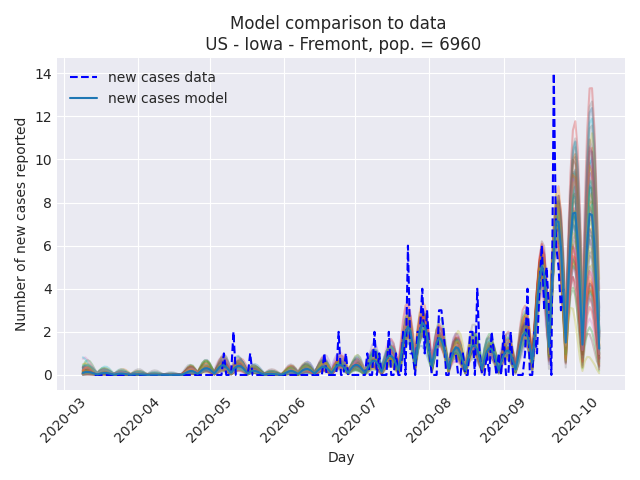 Model comparison to data
US - Iowa - Fremont, pop. = 6960
new cases data
new cases model
Number of new cases reported
14
12
10
8
6
4
2
0
2020-03
2020-04
2020-05
2020-06
2020-07
2020-08
2020-09
2020-10
Day